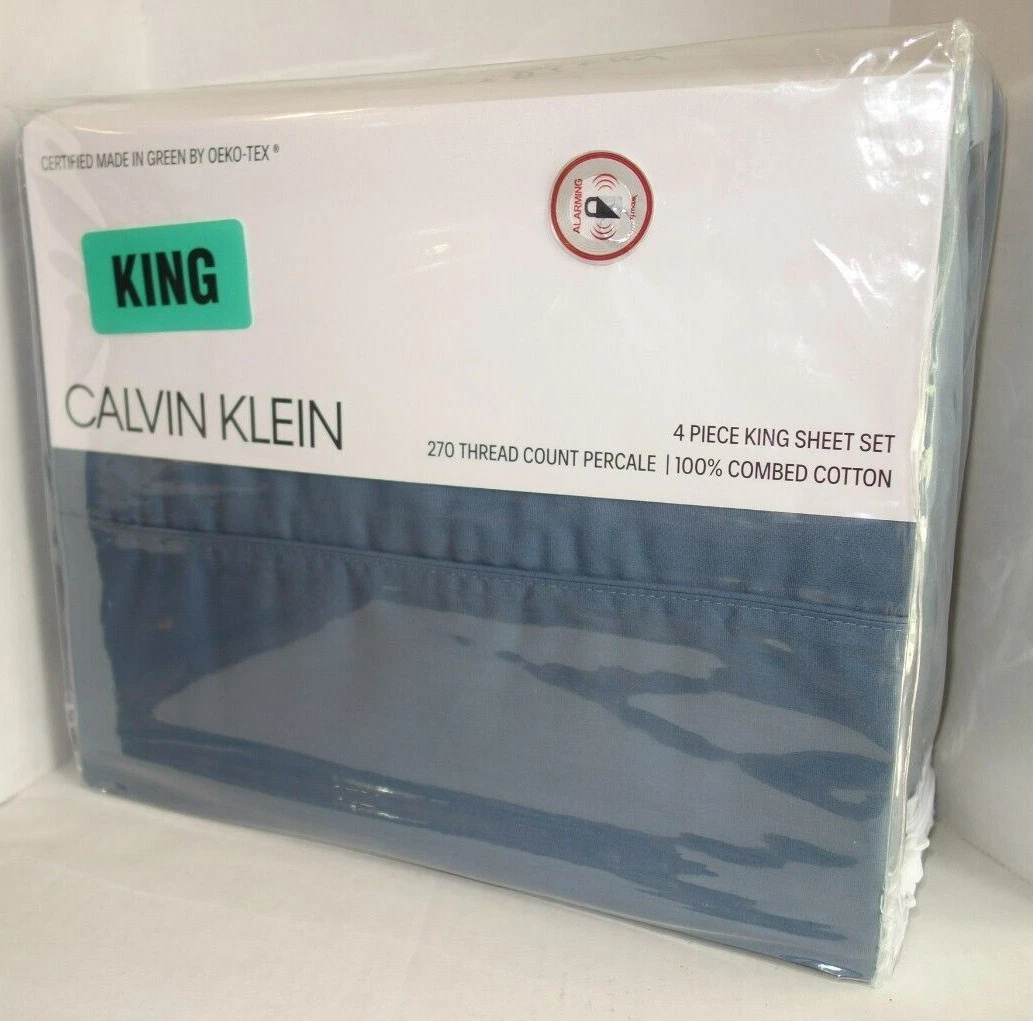 CERTIFIED MADE IN GREEN BY OEKO-TEX®
ALARMING
KING
CALVIN KLEIN
4 PIECE KING SHEET SET
270 THREAD COUNT PERCALE | 100% COMBED COTTON